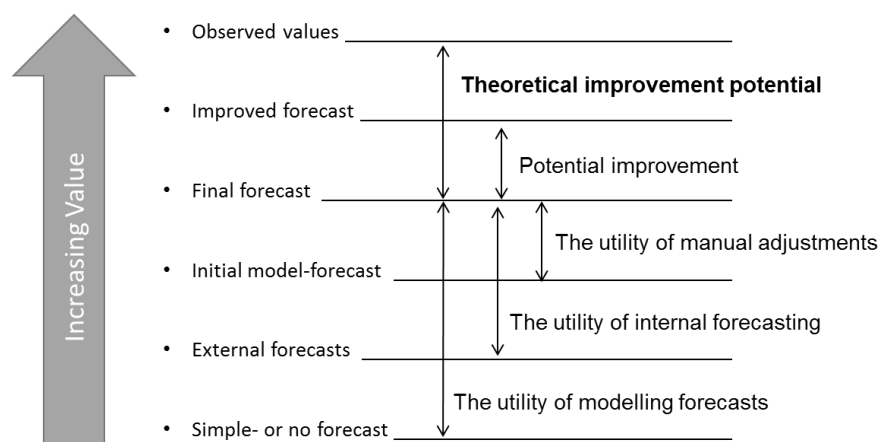 • Observed values
Theoretical improvement potential
• Improved forecast
Potential improvement
• Final forecast
The utility of manual adjustments
• Initial model-forecast
The utility of internal forecasting
• External forecasts
The utility of modelling forecasts
• Simple- or no forecast
Increasing Value